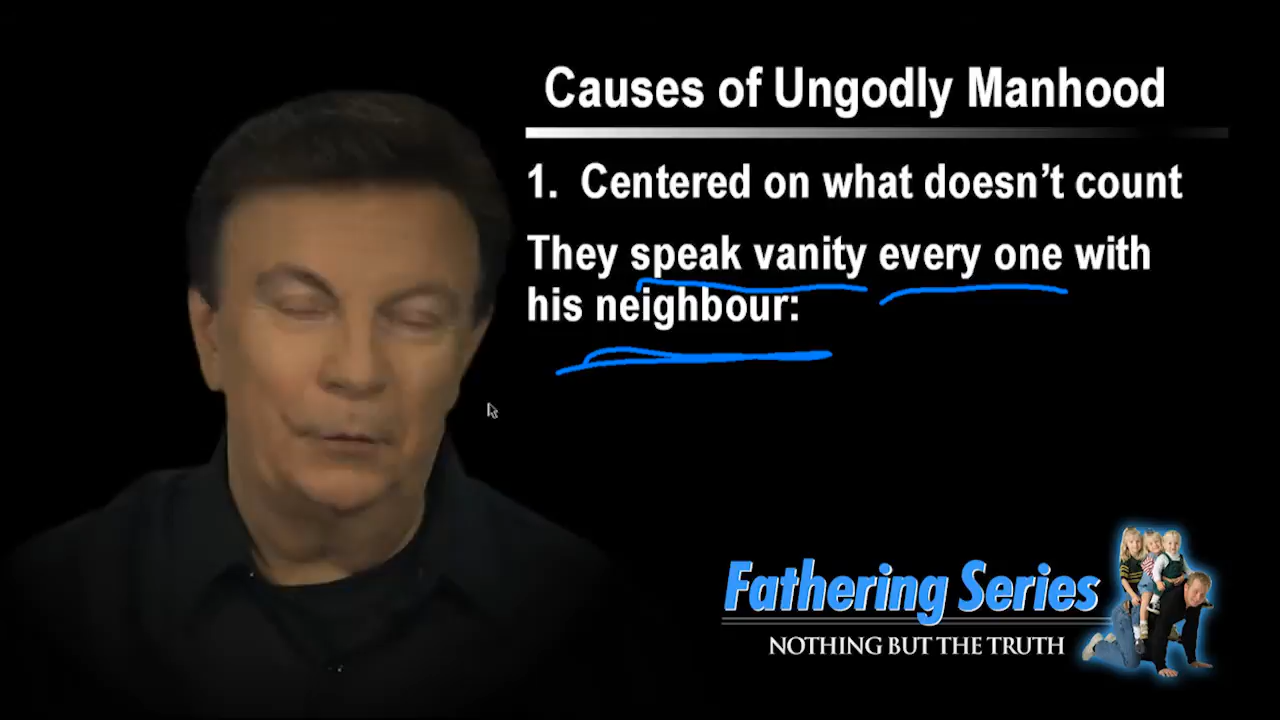 Causes of Ungodly Manhood
1. Centered on what doesn't count
They speak vanity every one with
his neighbour:
Fathering Series
NOTHING BUT THE TRUTH